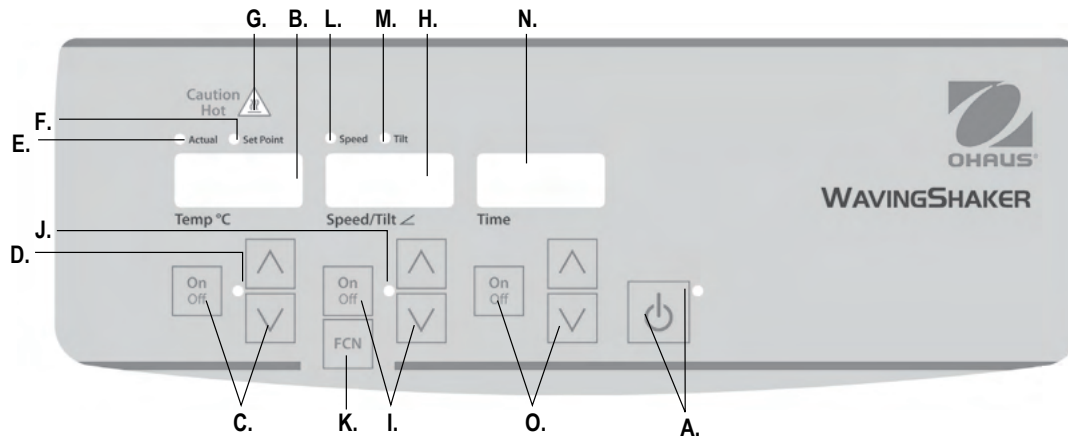 G. B. L. M. H. N.
Caution
Hot
F.
E.
Actual Set Point Speed Tilt
OHAUS®
WAVINGSHAKER
Temp °C Speed/Tilt ∠ Time
J.
D.
On
Off
On
Off
On
Off
FCN
C. K. I. O. A.